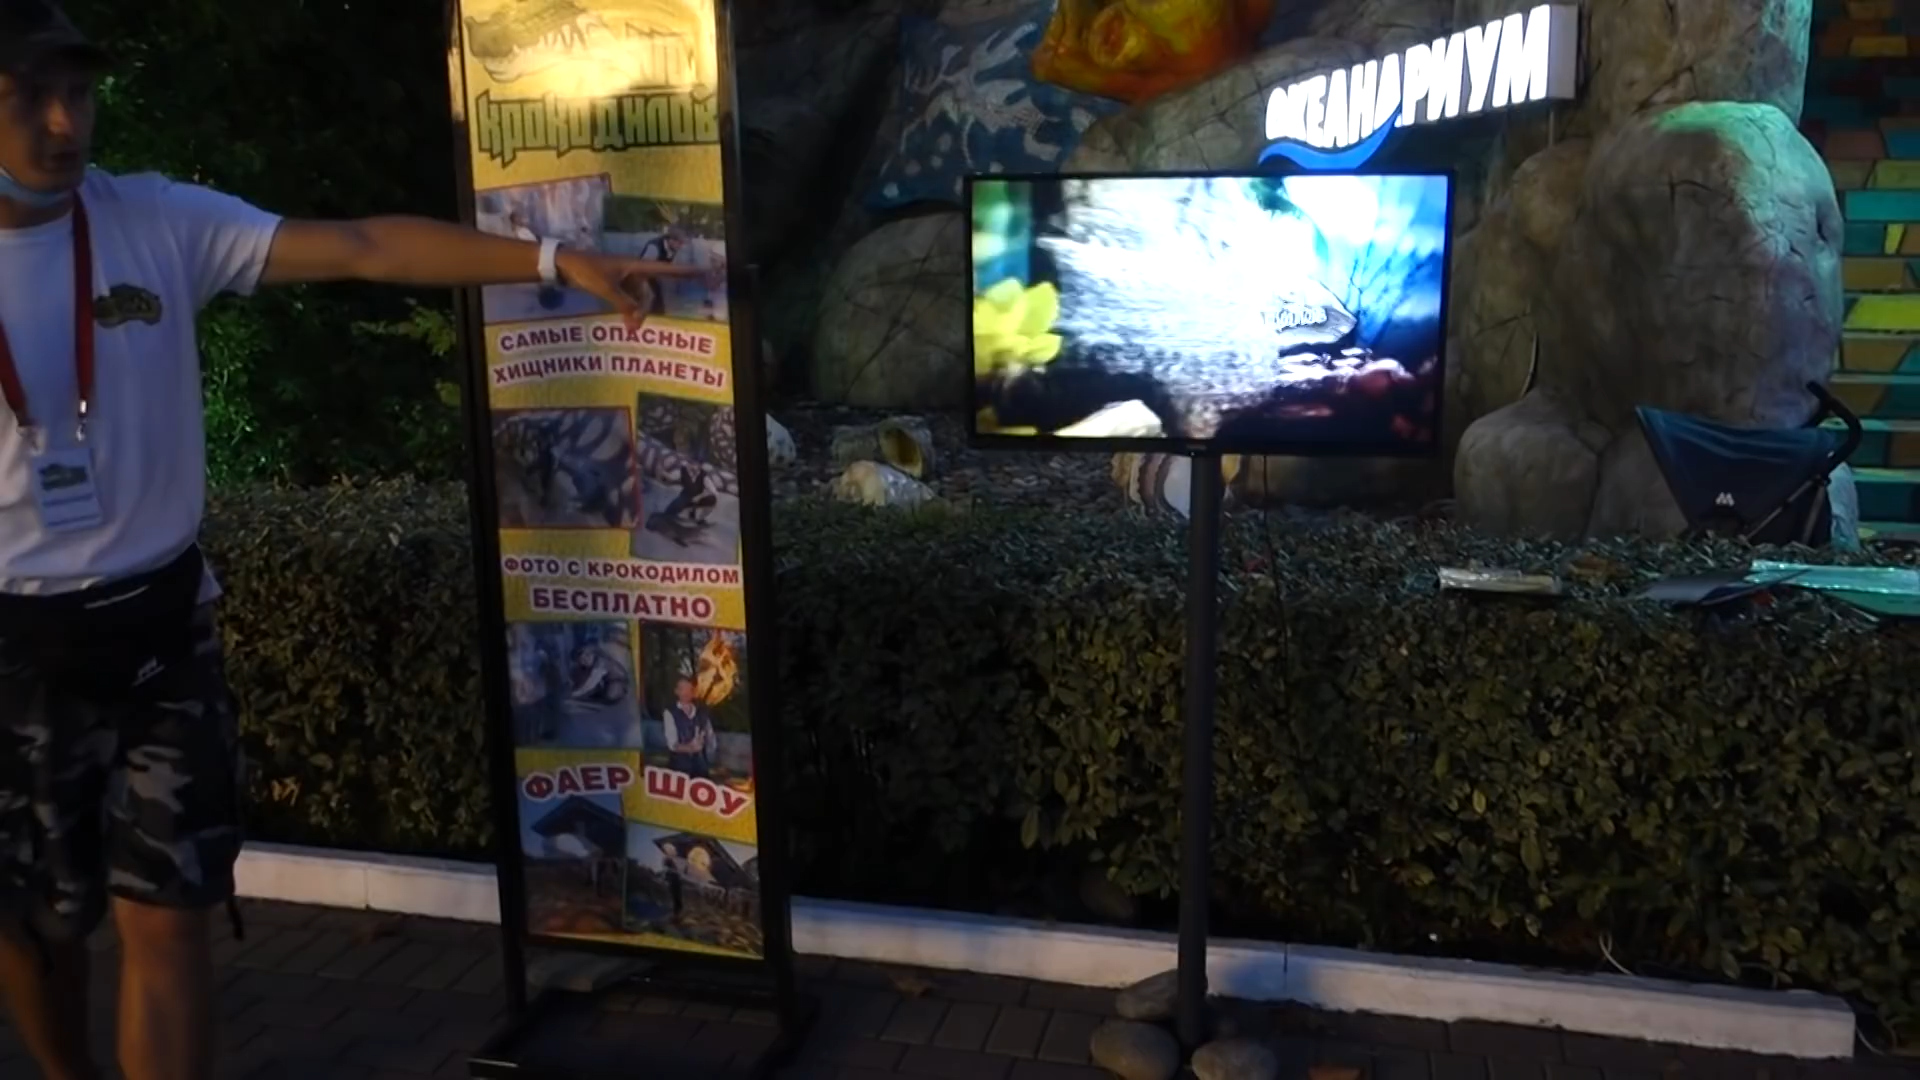 крокодилов
САМЫЕ ОПАСНЫЕ
ХИЩНИКИ ПЛАНЕТЫ
ФОТО С КРОКОДИЛОМ
БЕСПЛАТНО
ФАЕР ШОУ
ОКЕАНАРИУМ